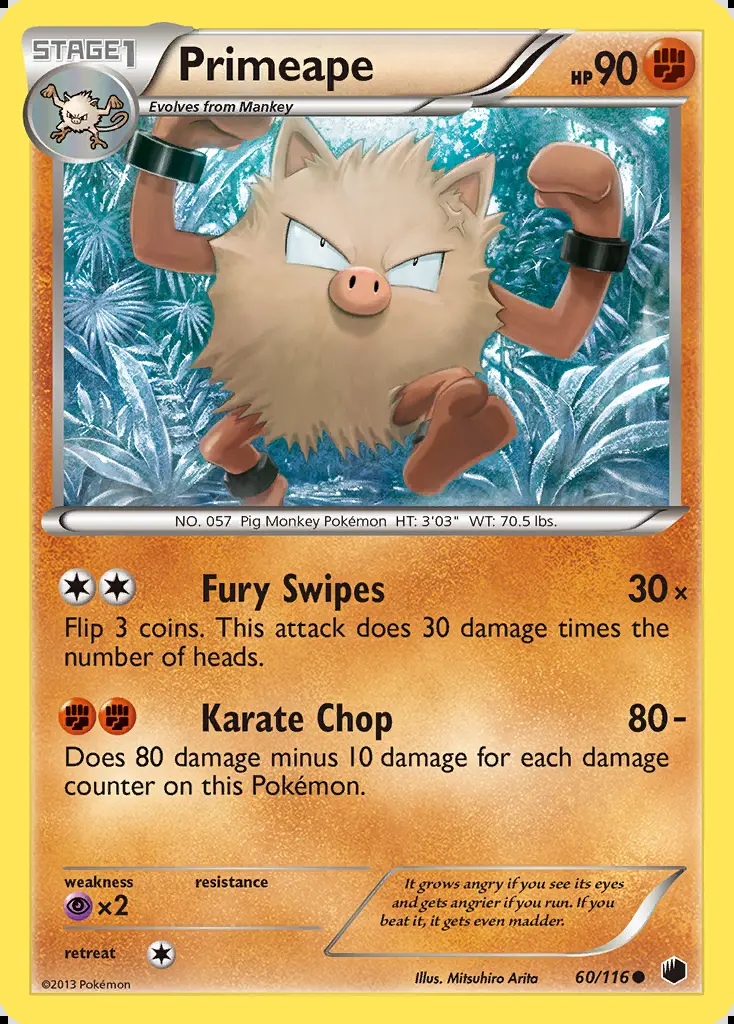 STAGE1
Primeape
HP90
Evolves from Mankey
NO. 057 Pig Monkey Pokémon HT: 3'03" WT: 70.5 lbs.
Fury Swipes 30×
Flip 3 coins. This attack does 30 damage times the
number of heads.
Karate Chop 80-
Does 80 damage minus 10 damage for each damage
counter on this Pokémon.
weakness resistance
×2
It grows angry if you see its eyes
and gets angrier if you run. If you
beat it, it gets even madder.
retreat
©2013 Pokémon
Illus. Mitsuhiro Arita 60/116